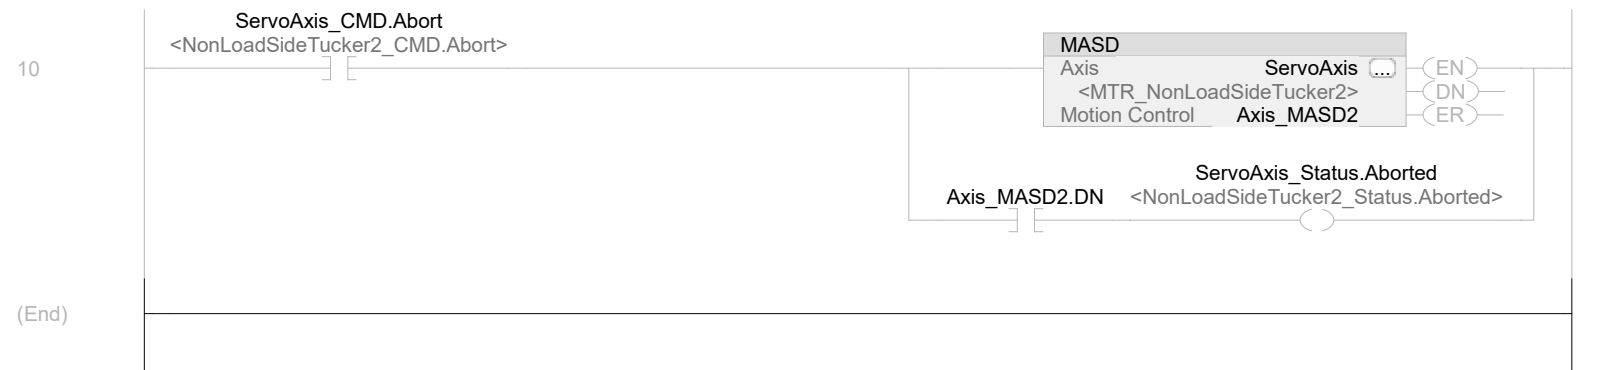 ServoAxis_CMD.Abort
<NonLoadSideTucker2_CMD.Abort>
10
MASD
Axis ServoAxis ... EN
<MTR_NonLoadSideTucker2> DN
Motion Control Axis_MASD2 ER
ServoAxis_Status.Aborted
Axis_MASD2.DN <NonLoadSideTucker2_Status.Aborted>
(End)